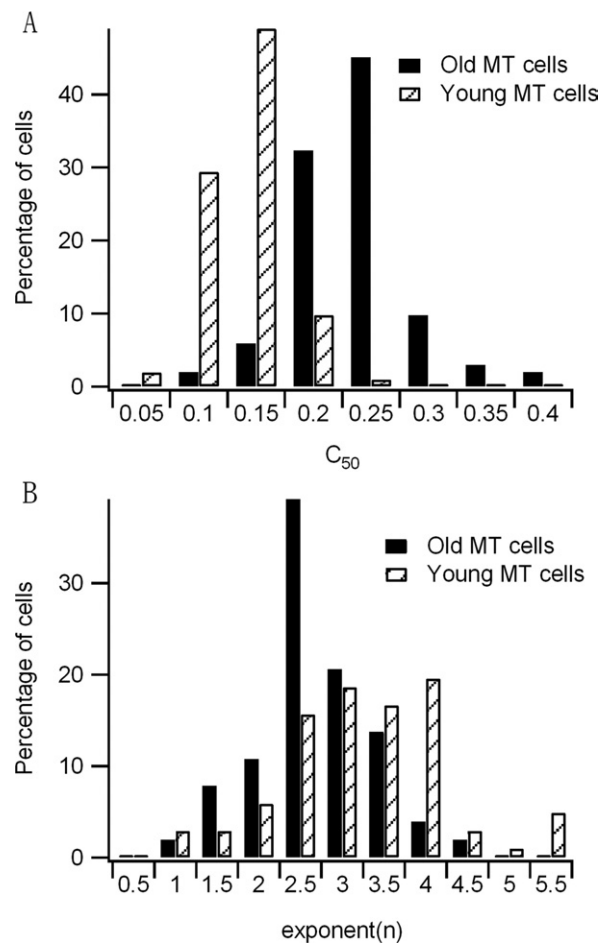 A
Old MT cells
Young MT cells
Percentage of cells
40
30
20
10
0
0.05 0.1 0.15 0.2 0.25 0.3 0.35 0.4
C50
B
Old MT cells
Young MT cells
Percentage of cells
30
20
10
0
0.5 1 1.5 2 2.5 3 3.5 4 4.5 5 5.5
exponent(n)